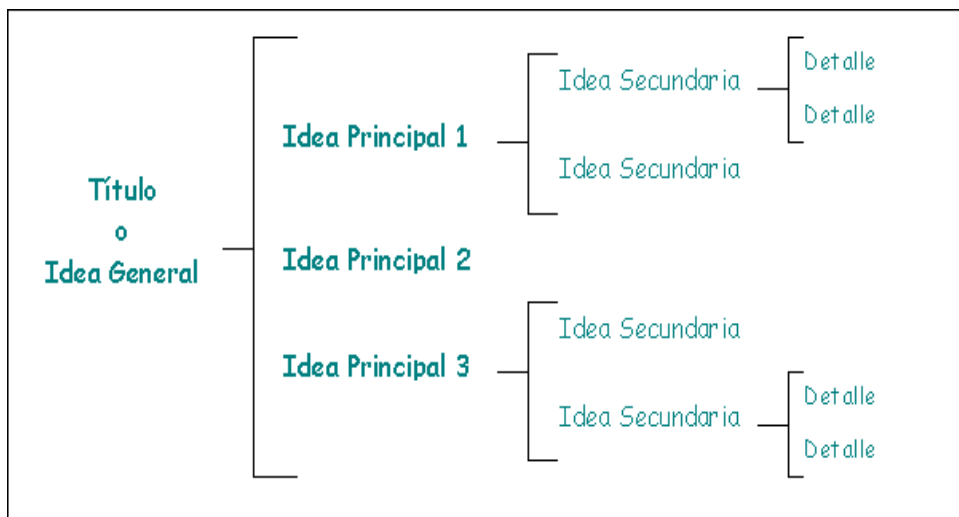 Título
o
Idea General
Idea Principal 1
Idea Secundaria
Detalle
Detalle
Idea Secundaria
Idea Principal 2
Idea Principal 3
Idea Secundaria
Idea Secundaria
Detalle
Detalle